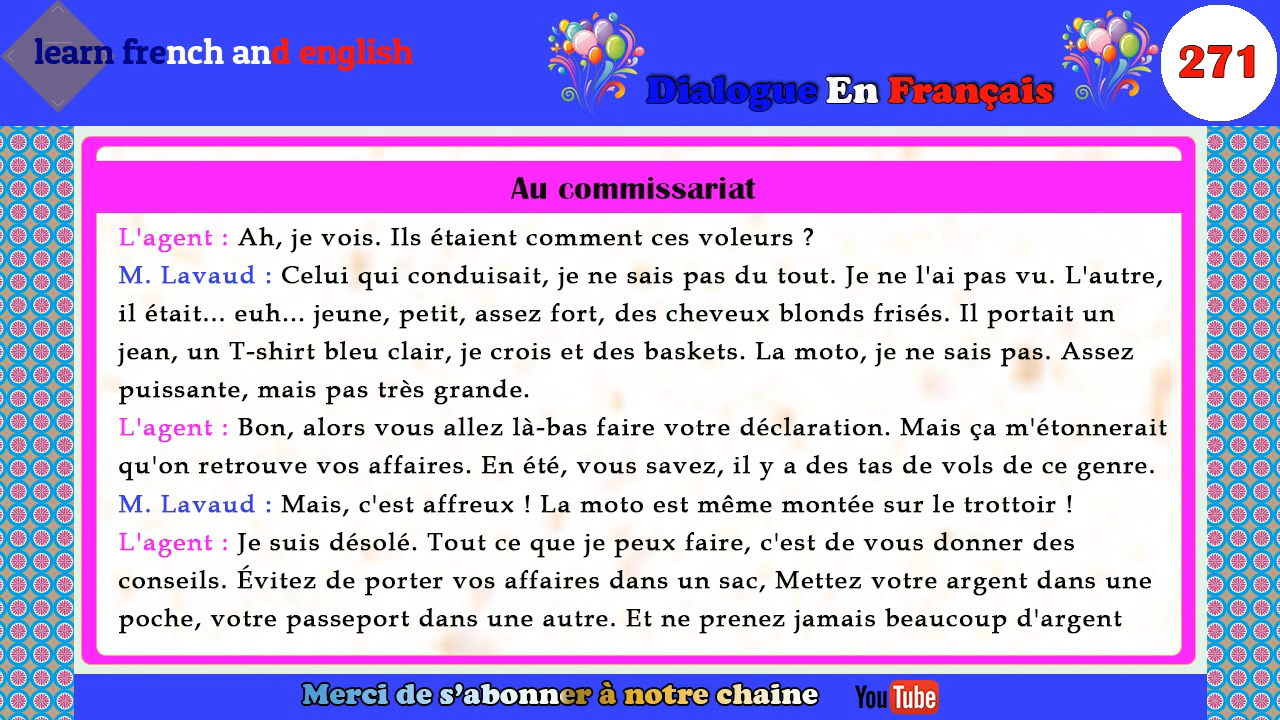 learn french and english
Dialogue En Français
271
Au commissariat
L'agent : Ah, je vois. Ils étaient comment ces voleurs ?
M. Lavaud : Celui qui conduisait, je ne sais pas du tout. Je ne l'ai pas vu. L'autre,
il était... euh... jeune, petit, assez fort, des cheveux blonds frisés. Il portait un
jean, un T-shirt bleu clair, je crois et des baskets. La moto, je ne sais pas. Assez
puissante, mais pas très grande.
L'agent : Bon, alors vous allez là-bas faire votre déclaration. Mais ça m'étonnerait
qu'on retrouve vos affaires. En été, vous savez, il y a des tas de vols de ce genre.
M. Lavaud : Mais, c'est affreux ! La moto est même montée sur le trottoir !
L'agent : Je suis désolé. Tout ce que je peux faire, c'est de vous donner des
conseils. Évitez de porter vos affaires dans un sac, Mettez votre argent dans une
poche, votre passeport dans une autre. Et ne prenez jamais beaucoup d'argent
Merci de s'abonner à notre chaine
YouTube